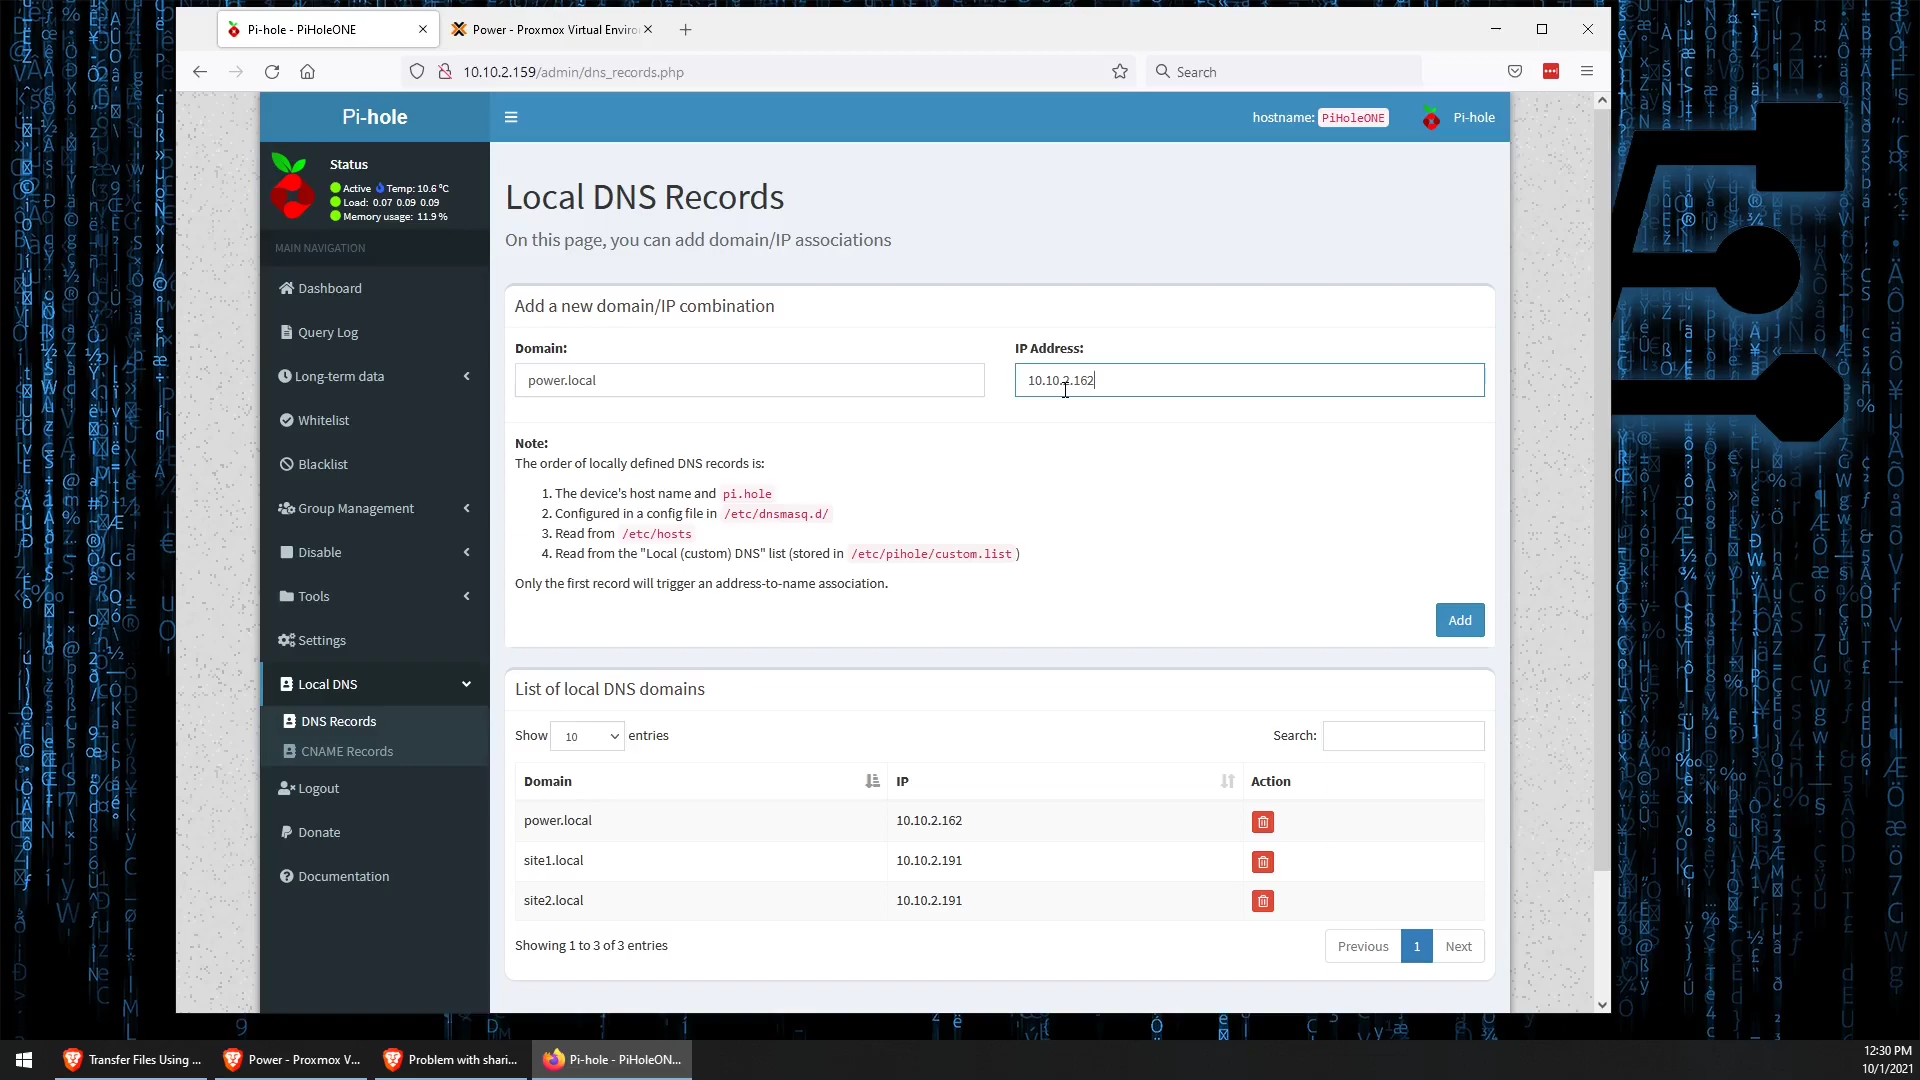 Pi-hole - PiHoleONE
Power - Proxmox Virtual Enviro
10.10.2.159/admin/dns_records.php
Search
Pi-hole
hostname: PiHoleONE
Pi-hole
Status
Active Temp: 10.6 °C
Load: 0.07 0.09 0.09
Memory usage: 11.9 %
MAIN NAVIGATION
Dashboard
Query Log
Long-term data
Whitelist
Blacklist
Group Management
Disable
Tools
Settings
Local DNS
DNS Records
CNAME Records
Logout
Donate
Documentation
Local DNS Records
On this page, you can add domain/IP associations
Add a new domain/IP combination
Domain:
IP Address:
power.local
10.10.2.162
Note:
The order of locally defined DNS records is:
1. The device's host name and pi.hole
2. Configured in a config file in /etc/dnsmasq.d/
3. Read from /etc/hosts
4. Read from the "Local (custom) DNS" list (stored in /etc/pihole/custom.list )
Only the first record will trigger an address-to-name association.
Add
List of local DNS domains
Show 10 entries
Search:
Domain IP Action
power.local 10.10.2.162
site1.local 10.10.2.191
site2.local 10.10.2.191
Showing 1 to 3 of 3 entries
Previous 1 Next
Transfer Files Using ...
Power - Proxmox V...
Problem with shari...
Pi-hole - PiHoleON...
12:30 PM
10/1/2021